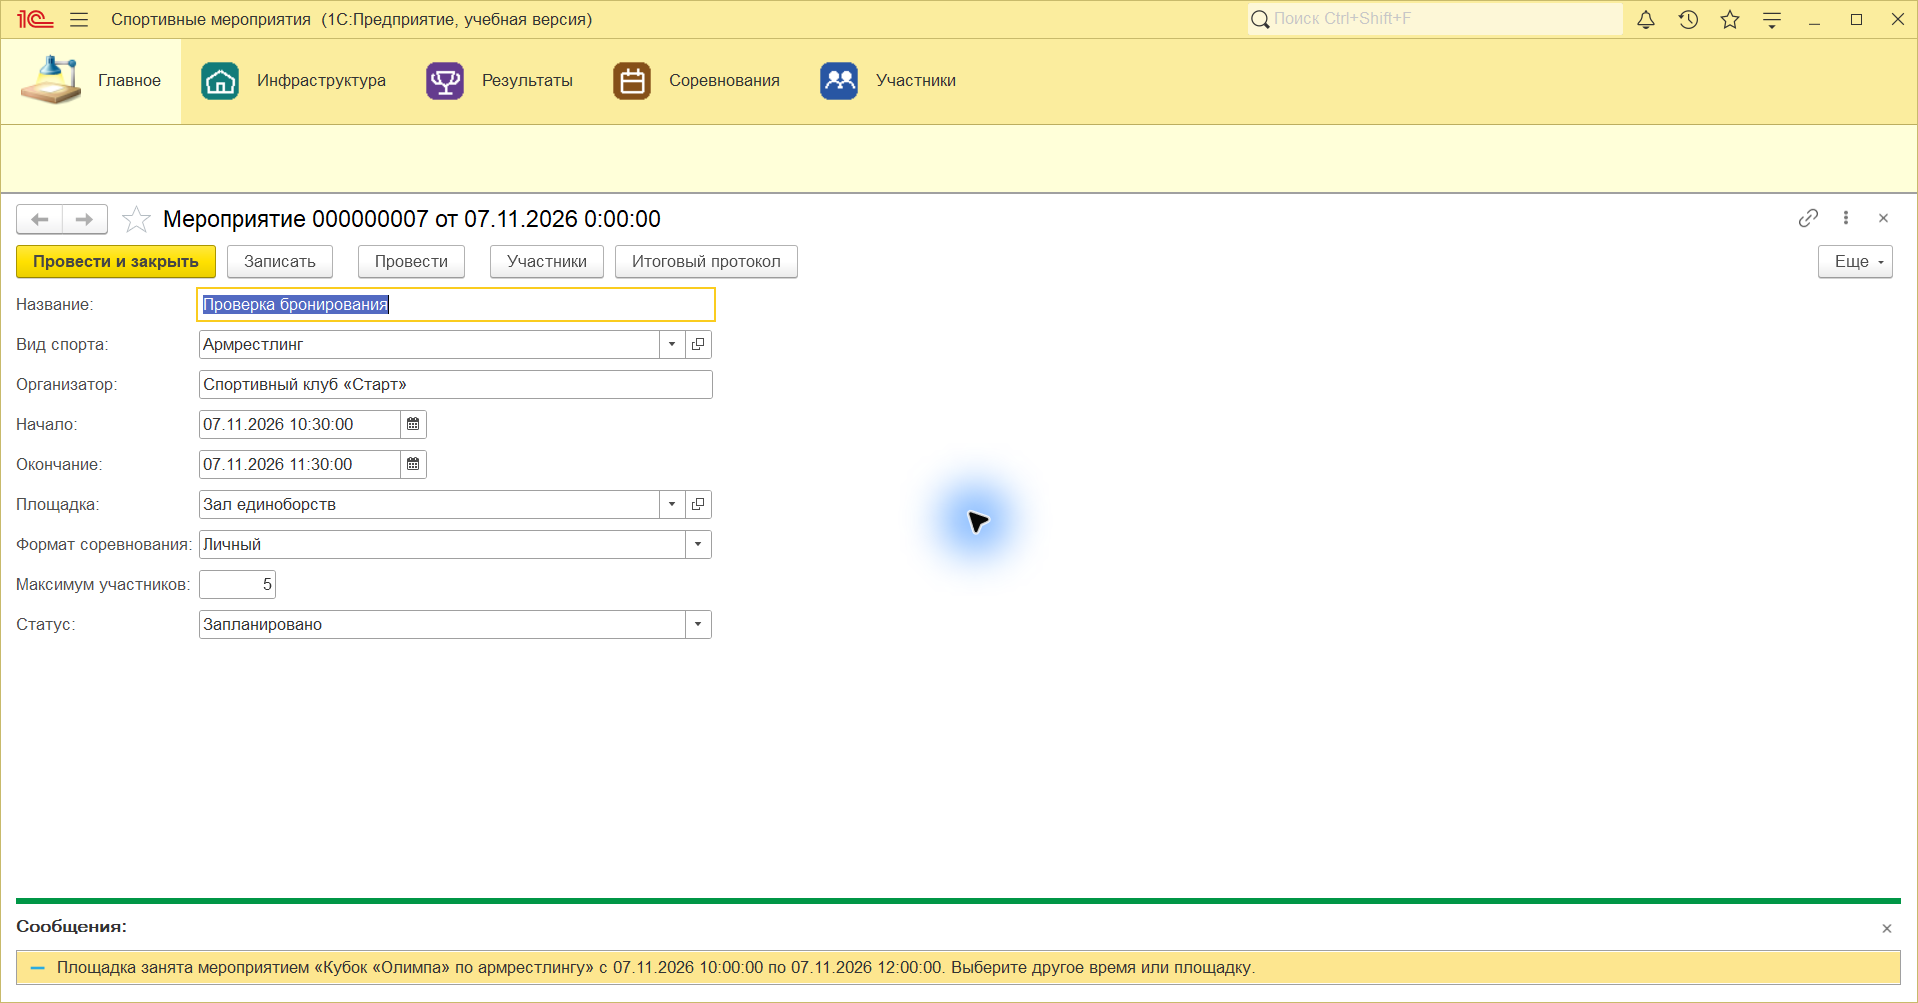 1С Спортивные мероприятия (1С:Предприятие, учебная версия) Поиск Ctrl+Shift+F
Главное Инфраструктура Результаты Соревнования Участники
Мероприятие 000000007 от 07.11.2026 0:00:00
Провести и закрыть Записать Провести Участники Итоговый протокол Еще
Название: Проверка бронирования
Вид спорта: Армрестлинг
Организатор: Спортивный клуб «Старт»
Начало: 07.11.2026 10:30:00
Окончание: 07.11.2026 11:30:00
Площадка: Зал единоборств
Формат соревнования: Личный
Максимум участников: 5
Статус: Запланировано
Сообщения:
Площадка занята мероприятием «Кубок «Олимпа» по армрестлингу» с 07.11.2026 10:00:00 по 07.11.2026 12:00:00. Выберите другое время или площадку.